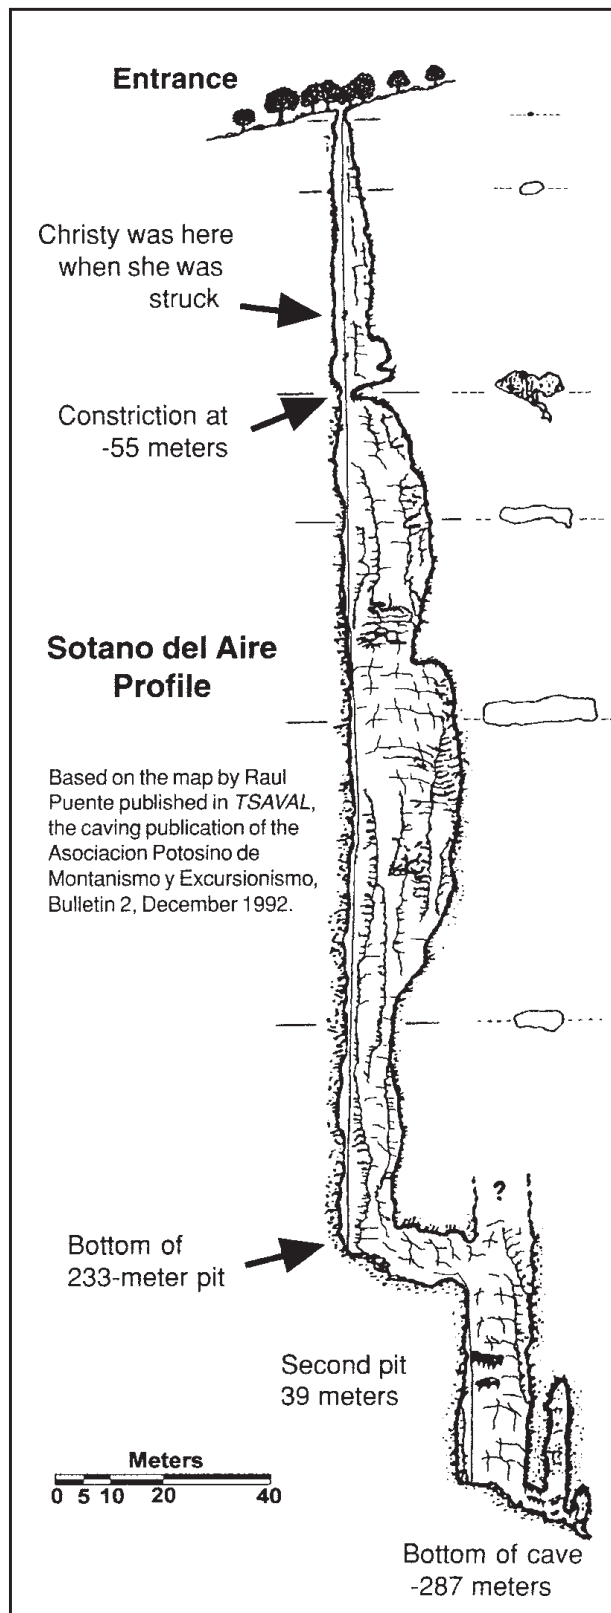 Entrance
Christy was here
when she was
struck
Constriction at
-55 meters
Sotano del Aire
Profile
Based on the map by Raul
Puente published in TSAVAL,
the caving publication of the
Asociacion Potosino de
Montanismo y Excursionismo,
Bulletin 2, December 1992.
?
Bottom of
233-meter pit
Second pit
39 meters
Meters
0 5 10 20 40
Bottom of cave
-287 meters